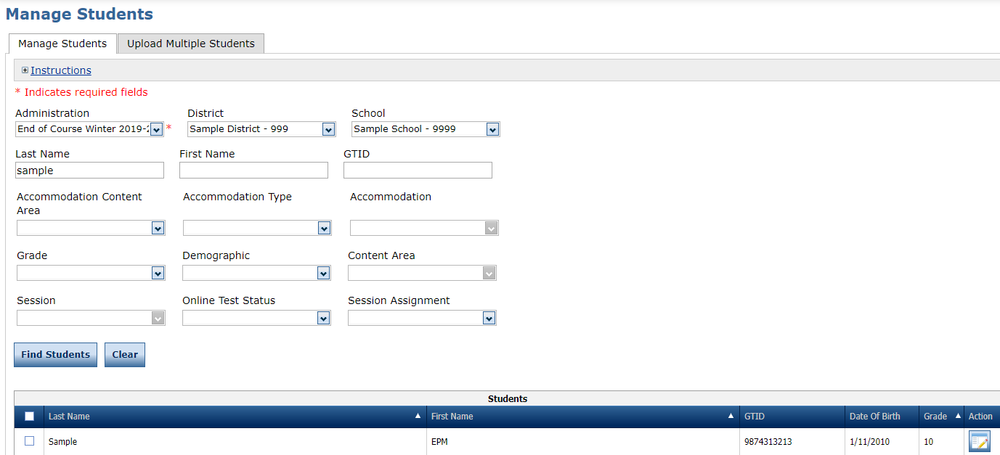 Manage Students
Manage Students Upload Multiple Students
Instructions
* Indicates required fields
Administration District School
End of Course Winter 2019-2 * Sample District - 999 Sample School - 9999
Last Name First Name GTID
sample
Accommodation Content Area Accommodation Type Accommodation
Grade Demographic Content Area
Session Online Test Status Session Assignment
Find Students Clear
Students
Last Name First Name GTID Date Of Birth Grade Action
Sample EPM 9874313213 1/11/2010 10